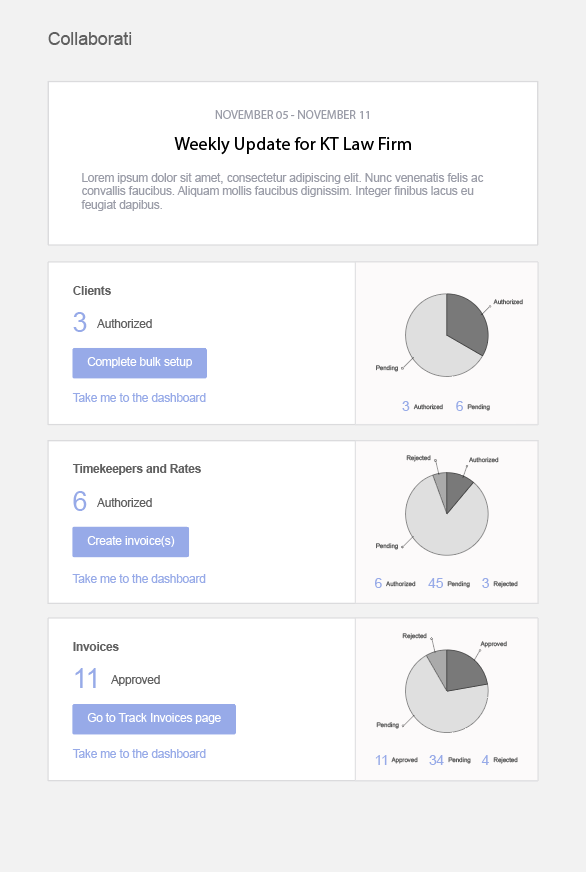 Collaborati
NOVEMBER 05 - NOVEMBER 11
Weekly Update for KT Law Firm
Lorem ipsum dolor sit amet, consectetur adipiscing elit. Nunc venenatis felis ac
convallis faucibus. Aliquam mollis faucibus dignissim. Integer finibus lacus eu
feugiat dapibus.
Clients
3 Authorized
Complete bulk setup
Take me to the dashboard
Authorized
Pending
3 Authorized 6 Pending
Timekeepers and Rates
6 Authorized
Create invoice(s)
Take me to the dashboard
Rejected Authorized
Pending
6 Authorized 45 Pending 3 Rejected
Invoices
11 Approved
Go to Track Invoices page
Take me to the dashboard
Rejected Approved
Pending
11 Approved 34 Pending 4 Rejected